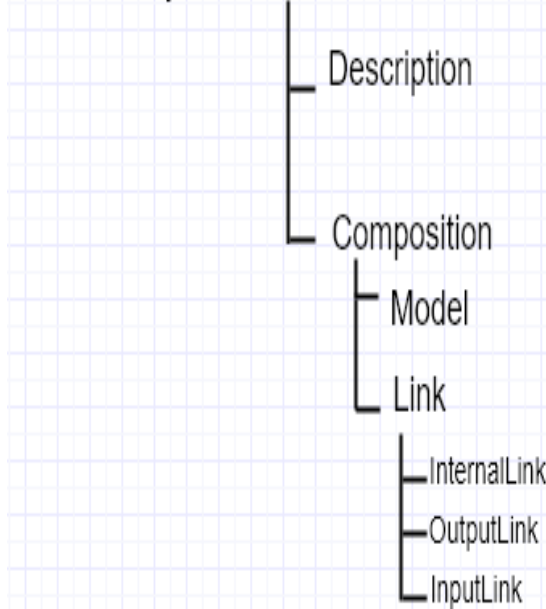 Description
Composition
Model
Link
InternalLink
OutputLink
InputLink